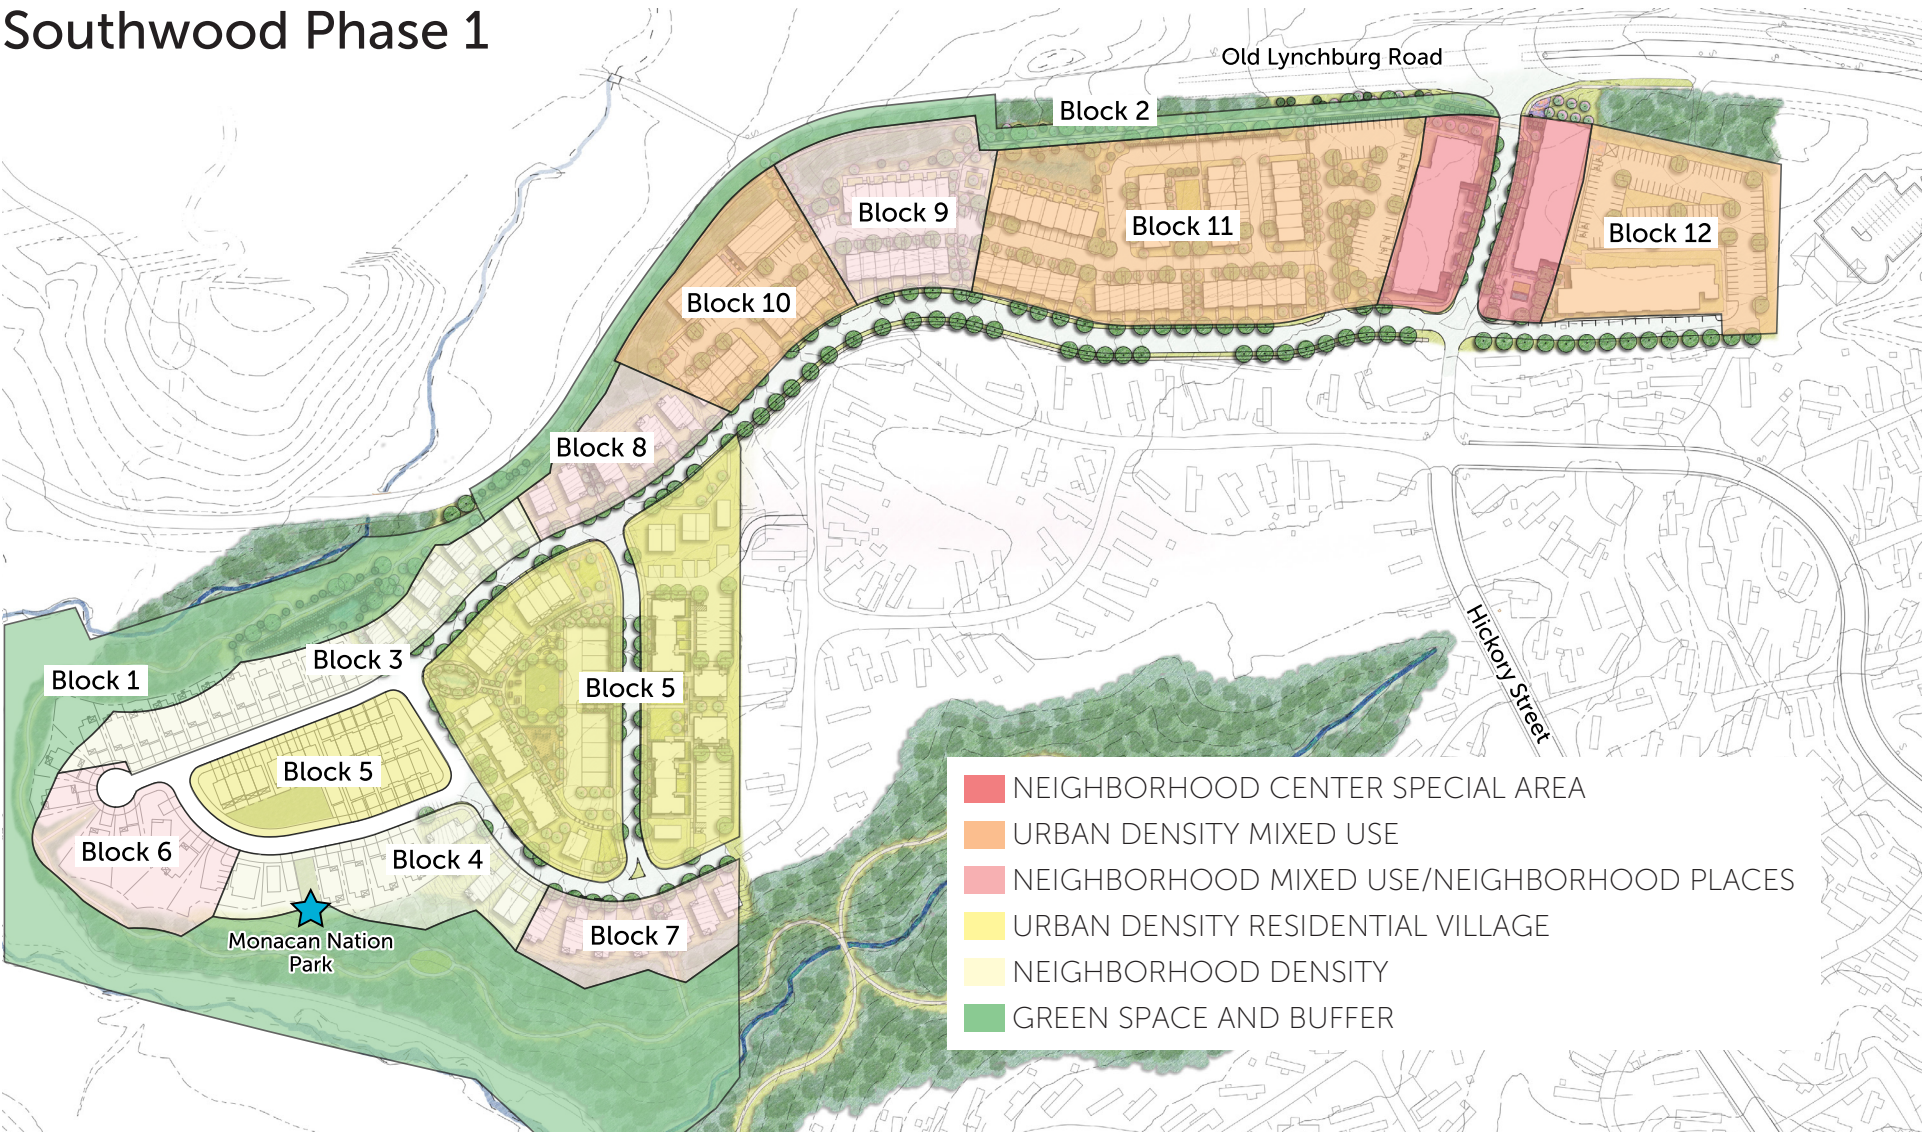 Southwood Phase 1
Old Lynchburg Road
Block 2
Block 9
Block 11
Block 12
Block 10
Block 8
Block 3
Block 1
Block 5
Block 5
Block 6
Block 4
Block 7
Monacan Nation
Park
Hickory Street
NEIGHBORHOOD CENTER SPECIAL AREA
URBAN DENSITY MIXED USE
NEIGHBORHOOD MIXED USE/NEIGHBORHOOD PLACES
URBAN DENSITY RESIDENTIAL VILLAGE
NEIGHBORHOOD DENSITY
GREEN SPACE AND BUFFER